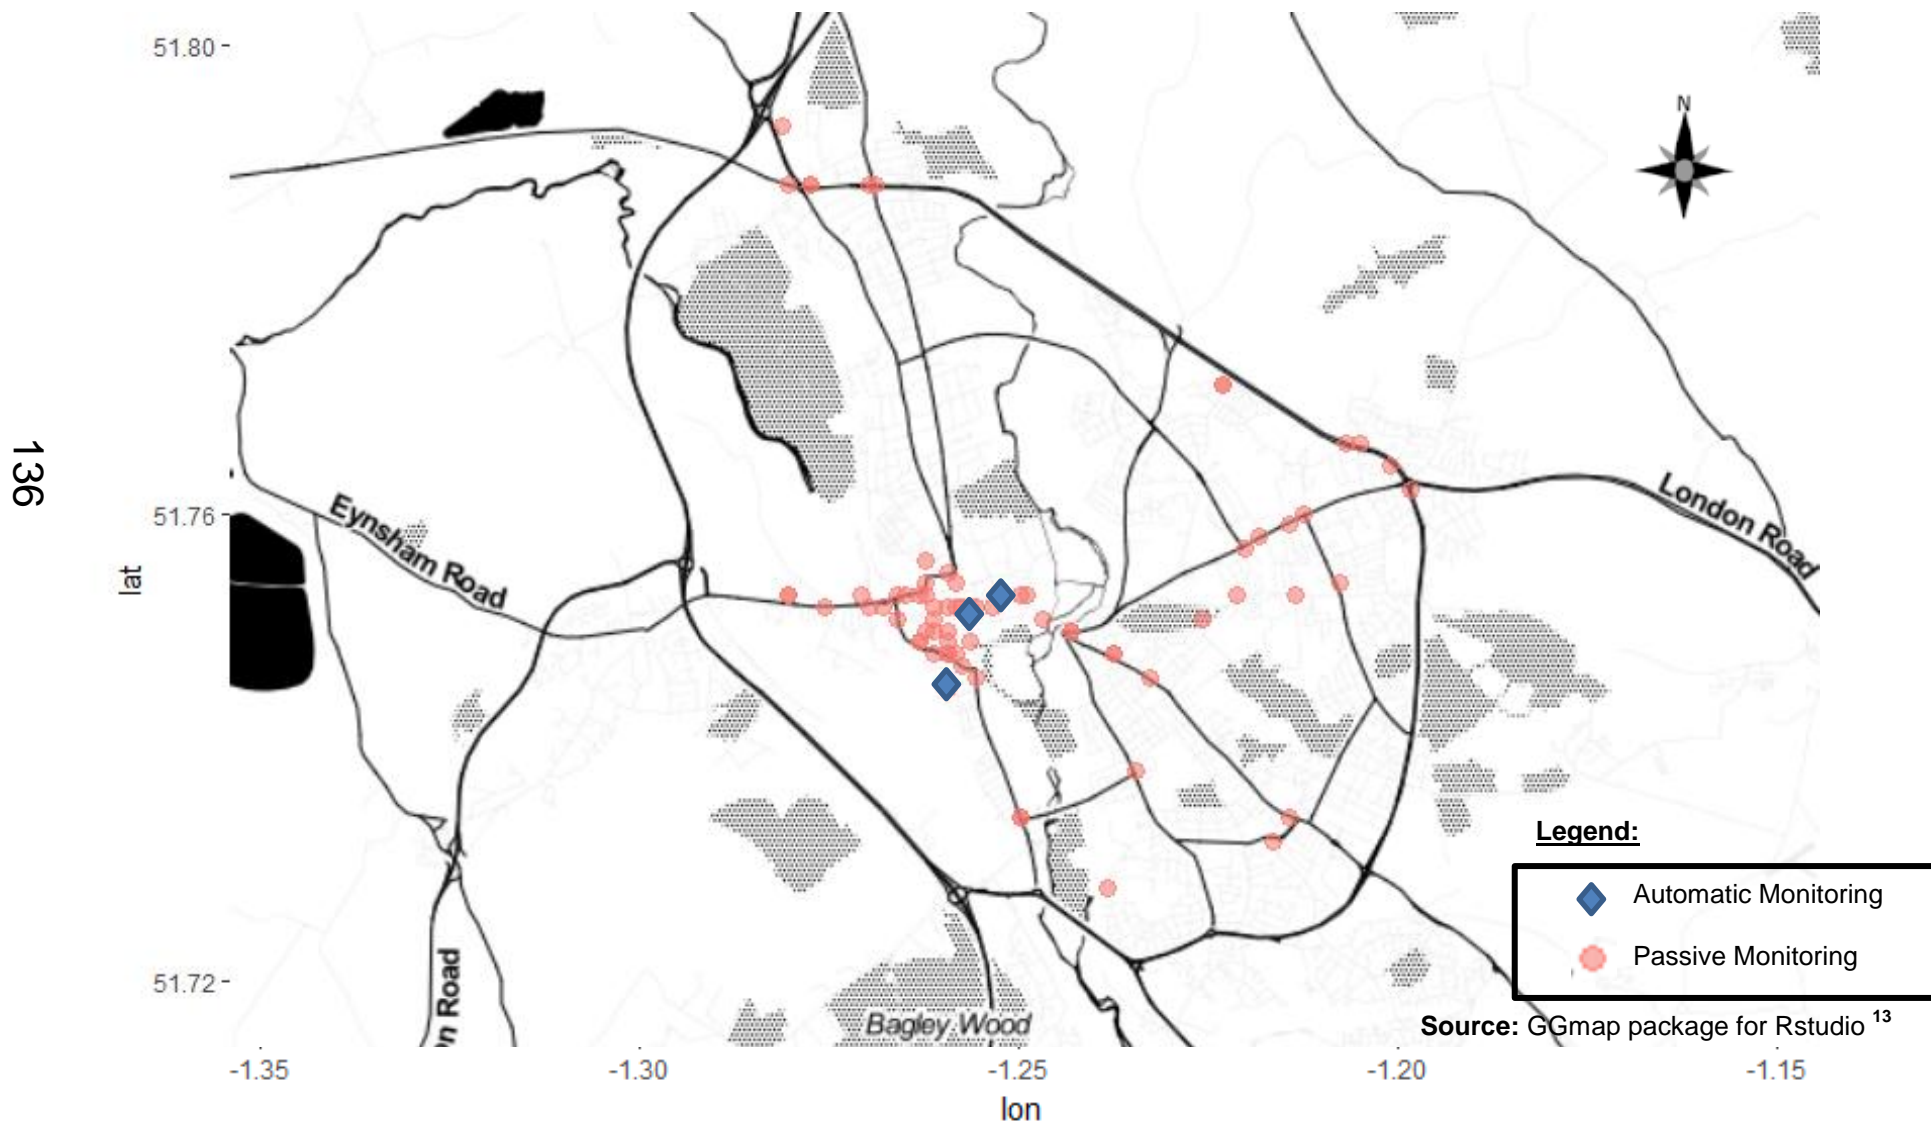 51.80
N
136
51.76
lat
Eynsham Road
London Road
Legend:
Automatic Monitoring
Passive Monitoring
51.72
on Road
Bagley Wood
Source: GGmap package for Rstudio 13
-1.35 -1.30 -1.25 -1.20 -1.15
lon